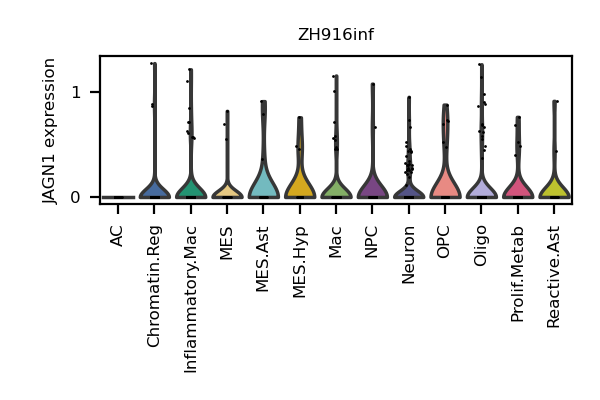 ZH916inf
JAGN1 expression
1
0
AC
Chromatin.Reg
Inflammatory.Mac
MES
MES.Ast
MES.Hyp
Mac
NPC
Neuron
OPC
Oligo
Prolif.Metab
Reactive.Ast